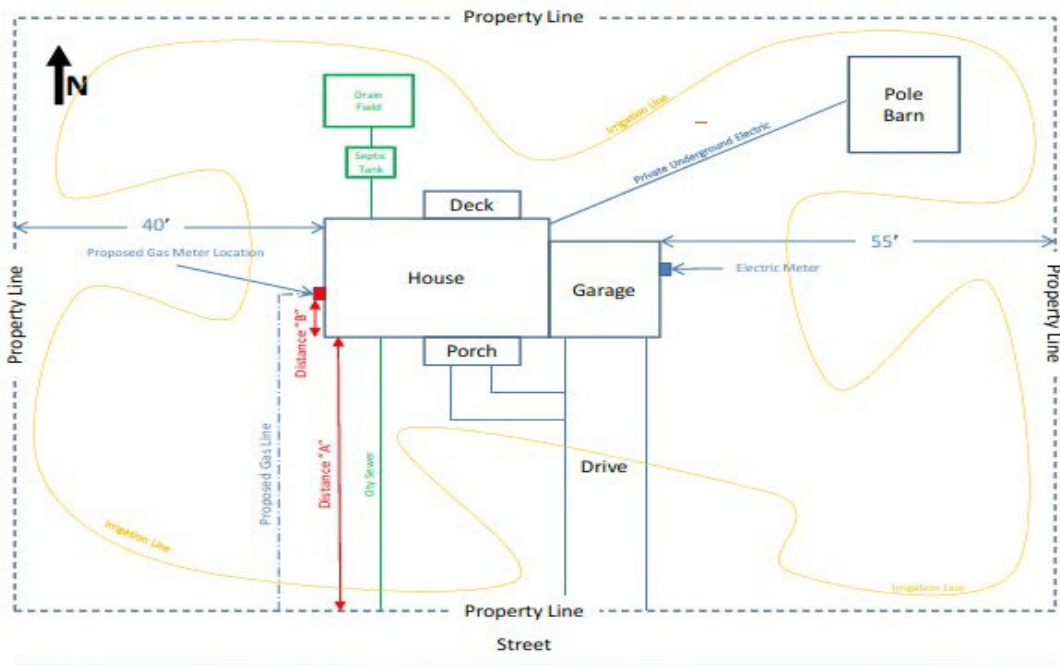 Property Line
N
Drain
Field
Septic
Tank
Irrigation Line
Private Underground Electric
Pole
Barn
Deck
40'
55'
Proposed Gas Meter Location
House
Garage
Electric Meter
Property Line
Property Line
Distance "B"
Porch
Proposed Gas Line
Distance "A"
City Sewer
Drive
Irrigation Line
Irrigation Line
Property Line
Street